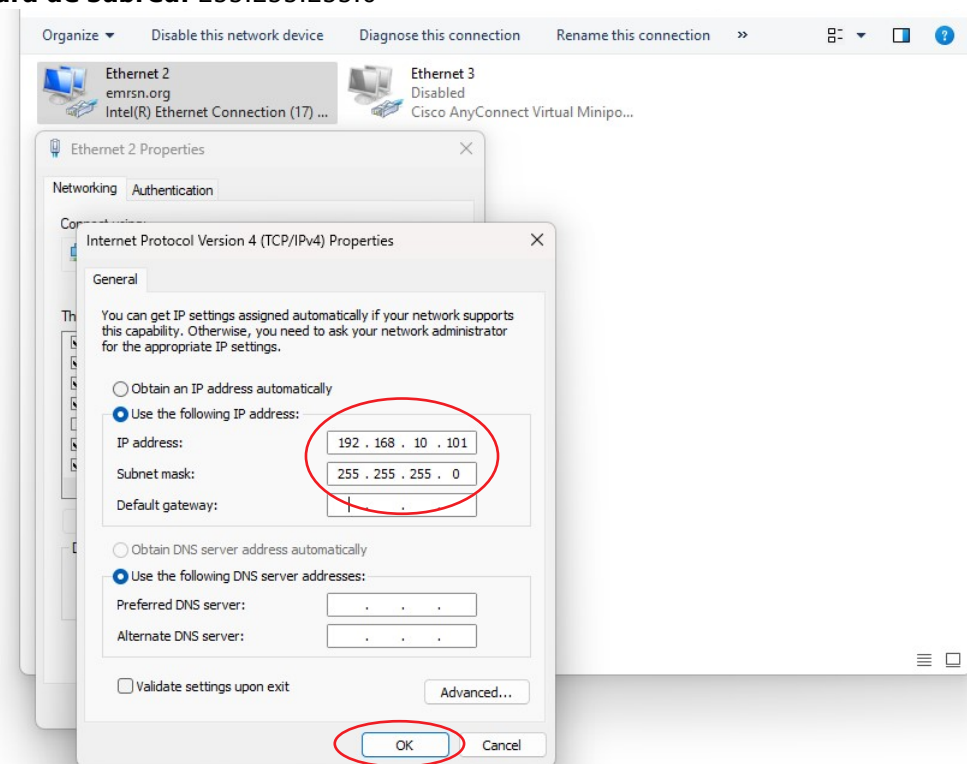 Subred: 255.255.255.0
Organize Disable this network device Diagnose this connection Rename this connection »
Ethernet 2
emrsn.org
Intel(R) Ethernet Connection (17) ...
Ethernet 3
Disabled
Cisco AnyConnect Virtual Minipo...
Ethernet 2 Properties
Networking Authentication
Internet Protocol Version 4 (TCP/IPv4) Properties
General
You can get IP settings assigned automatically if your network supports
this capability. Otherwise, you need to ask your network administrator
for the appropriate IP settings.
Obtain an IP address automatically
Use the following IP address:
IP address: 192 . 168 . 10 . 101
Subnet mask: 255 . 255 . 255 . 0
Default gateway: . . .
Obtain DNS server address automatically
Use the following DNS server addresses:
Preferred DNS server: . . .
Alternate DNS server: . . .
Validate settings upon exit
Advanced...
OK Cancel